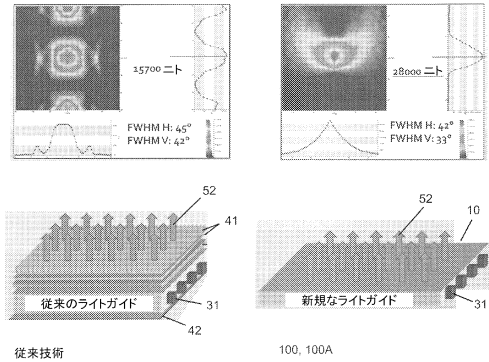 15700 ニト
28000 ニト
FWHM H: 45°
FWHM V: 42°
FWHM H: 42°
FWHM V: 33°
52
41
従来のライトガイド
31
42
52
10
新規なライトガイド
31
従来技術
100, 100A